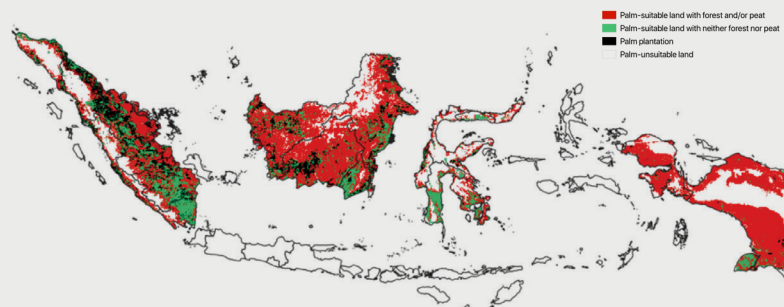 Palm-suitable land with forest and/or peat
Palm-suitable land with neither forest nor peat
Palm plantation
Palm-unsuitable land